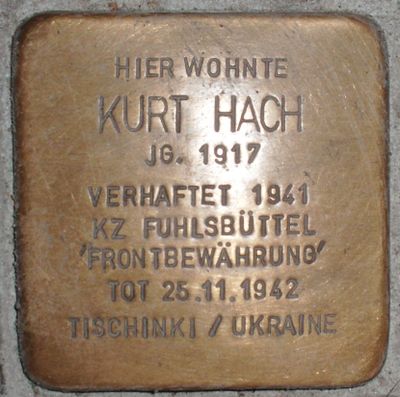 HIER WOHNTE
KURT HACH
JG. 1917
VERHAFTET 1941
KZ FUHLSBÜTTEL
'FRONTBEWÄHRUNG'
TOT 25.11.1942
TISCHINKI / UKRAINE